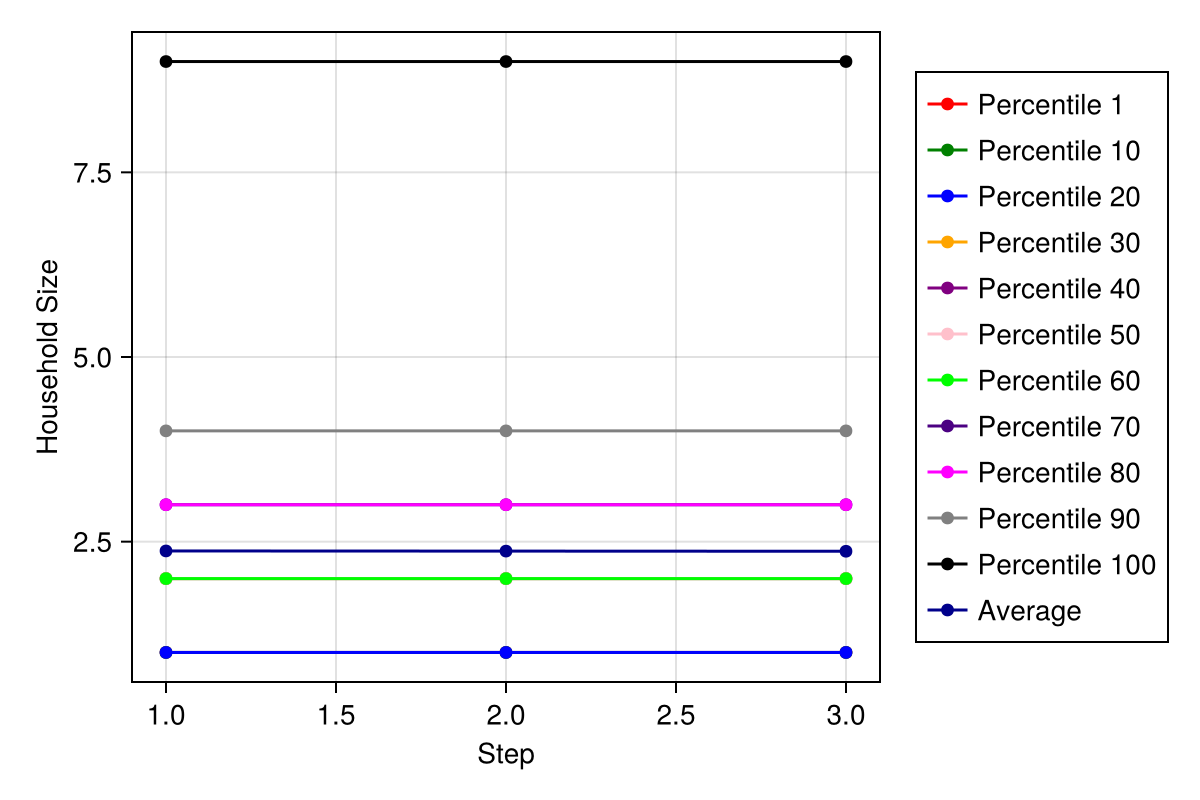 7.5
5.0
2.5
Household Size
1.0 1.5 2.0 2.5 3.0
Step
Percentile 1
Percentile 10
Percentile 20
Percentile 30
Percentile 40
Percentile 50
Percentile 60
Percentile 70
Percentile 80
Percentile 90
Percentile 100
Average